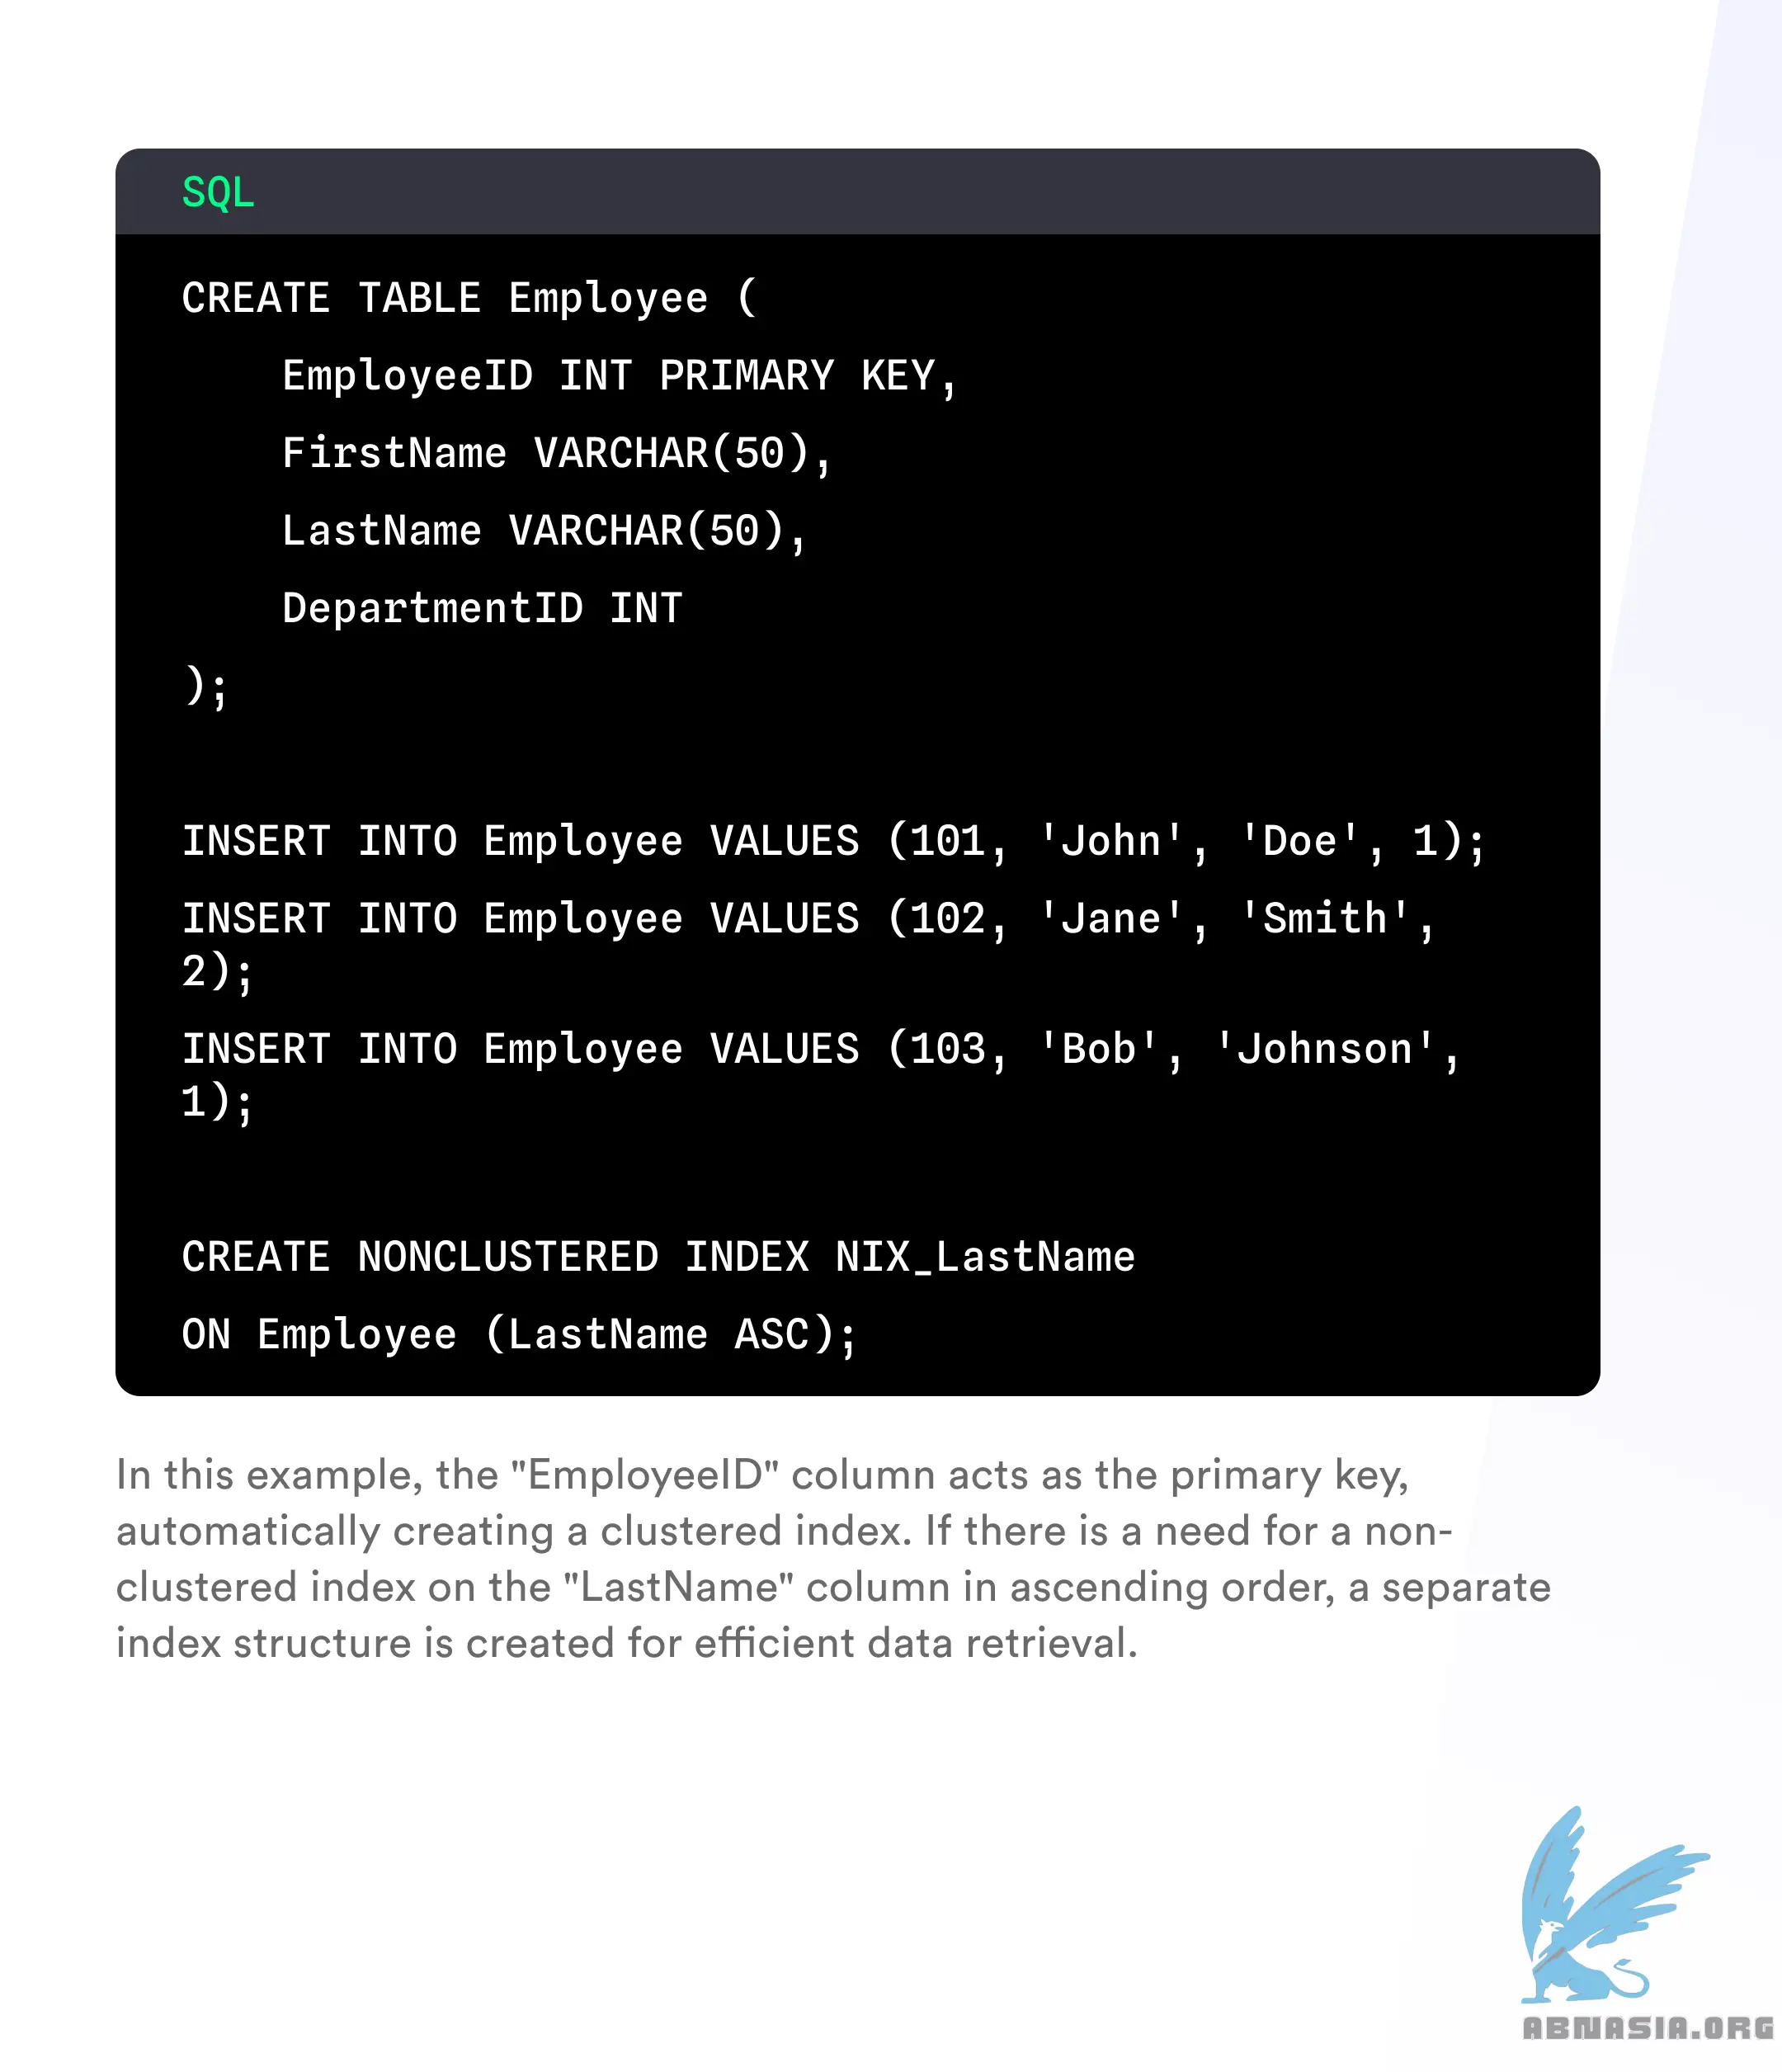 SQL
CREATE TABLE Employee (
    EmployeeID INT PRIMARY KEY,
    FirstName VARCHAR(50),
    LastName VARCHAR(50),
    DepartmentID INT
);
INSERT INTO Employee VALUES (101, 'John', 'Doe', 1);
INSERT INTO Employee VALUES (102, 'Jane', 'Smith',
2);
INSERT INTO Employee VALUES (103, 'Bob', 'Johnson',
1);
CREATE NONCLUSTERED INDEX NIX_LastName
ON Employee (LastName ASC);
In this example, the "EmployeeID" column acts as the primary key,
automatically creating a clustered index. If there is a need for a non-
clustered index on the "LastName" column in ascending order, a separate
index structure is created for efficient data retrieval.
ABNASIA.ORG